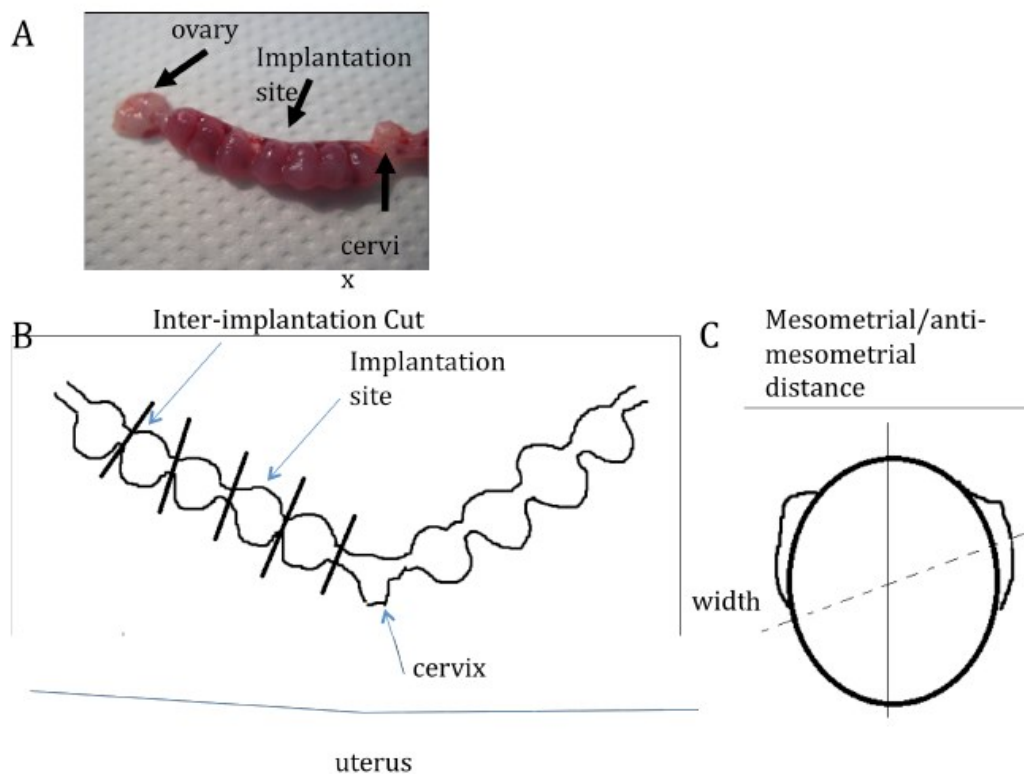 A
ovary
Implantation
site
cervi
x
B
Inter-implantation Cut
Implantation
site
cervix
uterus
C
Mesometrial/anti-
mesometrial
distance
width